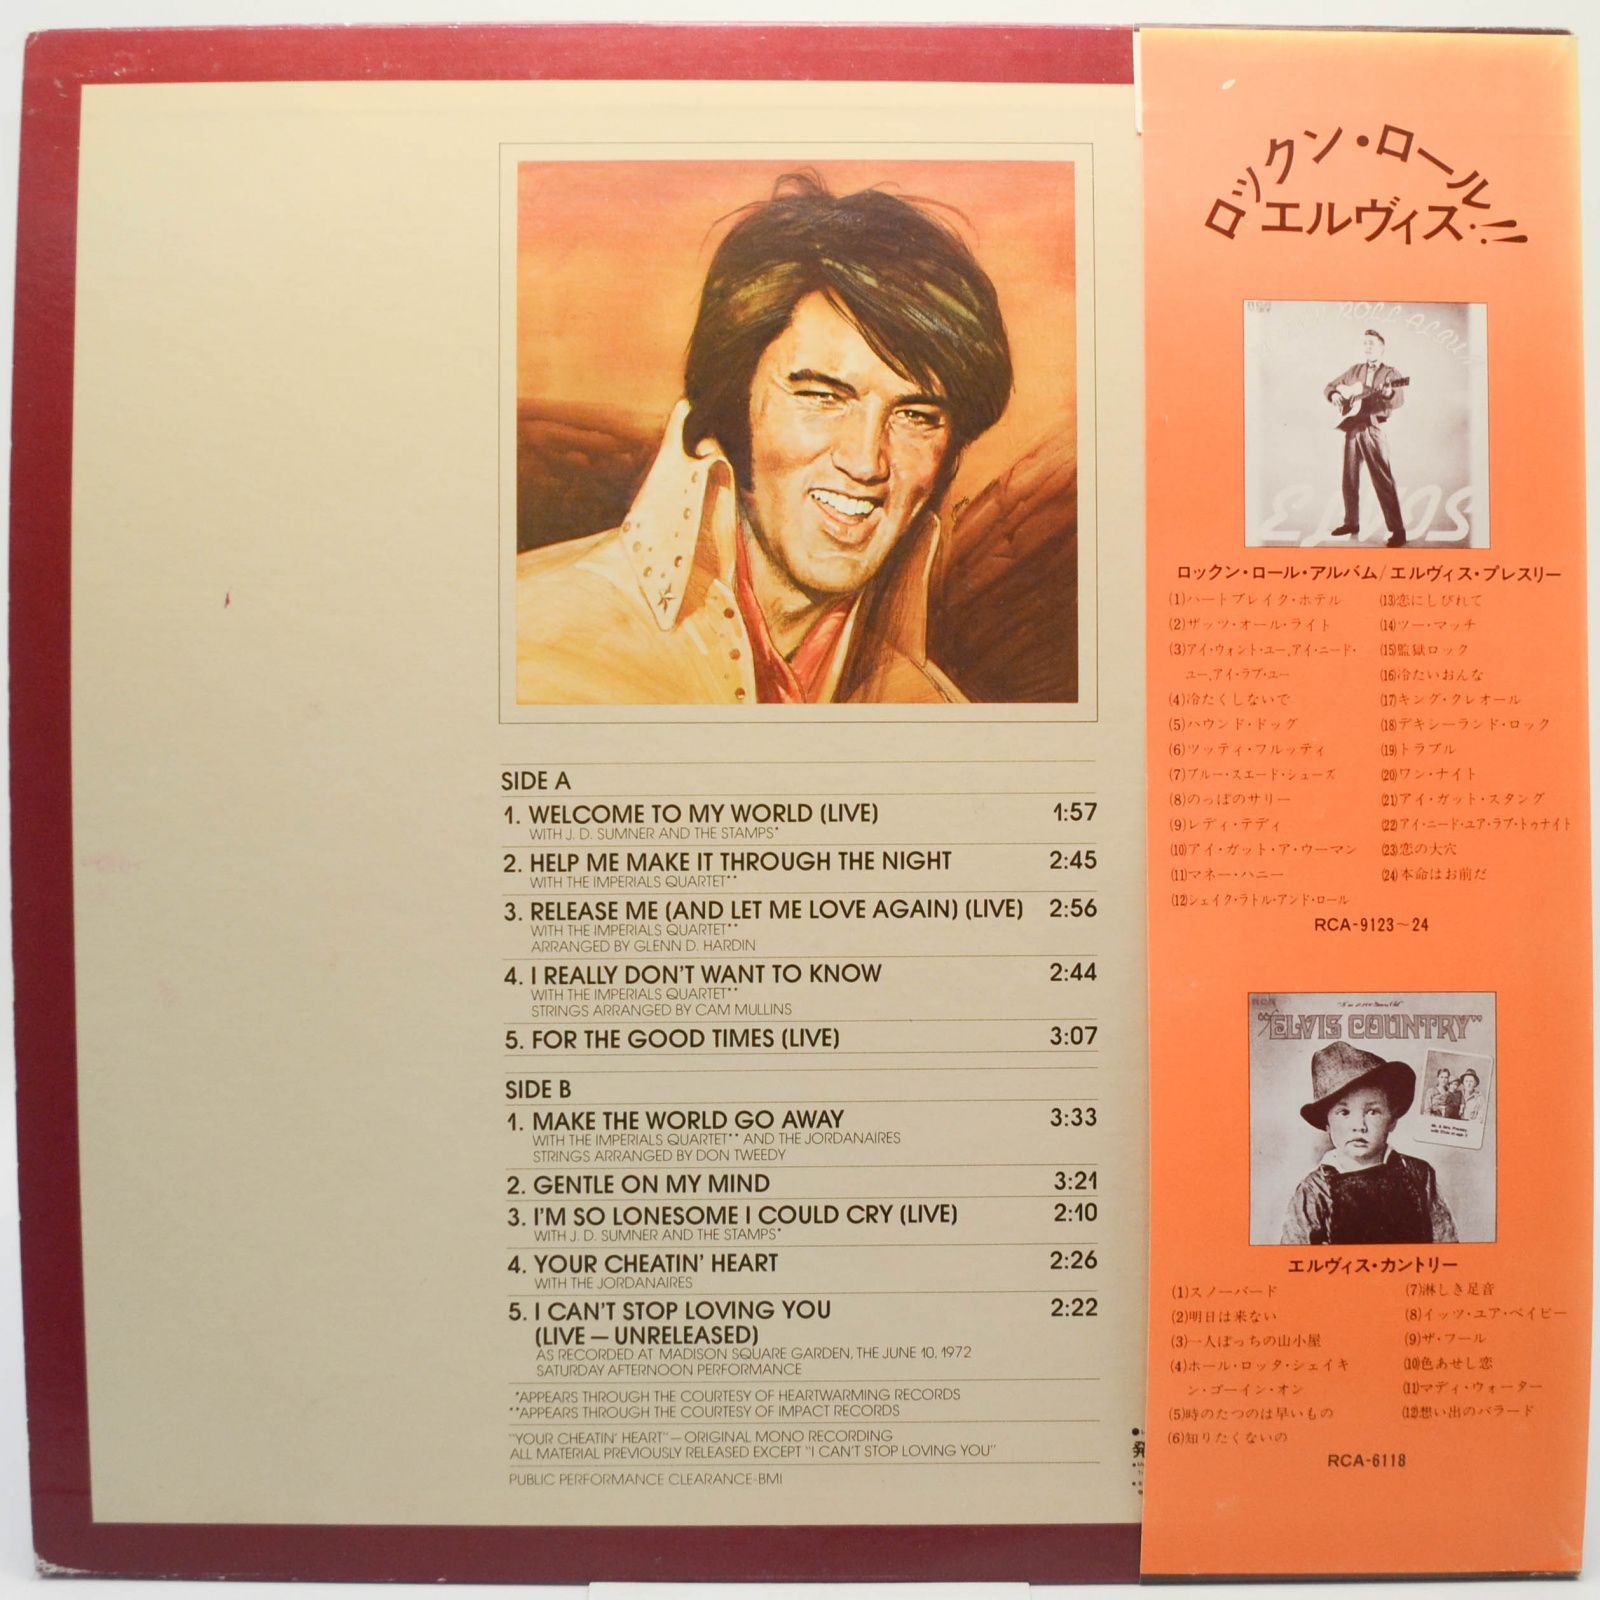 SIDE A
1. WELCOME TO MY WORLD (LIVE) 1:57
WITH J. D. SUMNER AND THE STAMPS*
2. HELP ME MAKE IT THROUGH THE NIGHT 2:45
WITH THE IMPERIALS QUARTET**
3. RELEASE ME (AND LET ME LOVE AGAIN) (LIVE) 2:56
WITH THE IMPERIALS QUARTET**
ARRANGED BY GLENN D. HARDIN
4. I REALLY DON'T WANT TO KNOW 2:44
WITH THE IMPERIALS QUARTET**
STRINGS ARRANGED BY CAM MULLINS
5. FOR THE GOOD TIMES (LIVE) 3:07
SIDE B
1. MAKE THE WORLD GO AWAY 3:33
WITH THE IMPERIALS QUARTET** AND THE JORDANAIRES
STRINGS ARRANGED BY DON TWEEDY
2. GENTLE ON MY MIND 3:21
3. I'M SO LONESOME I COULD CRY (LIVE) 2:10
WITH J. D. SUMNER AND THE STAMPS*
4. YOUR CHEATIN' HEART 2:26
WITH THE JORDANAIRES
5. I CAN'T STOP LOVING YOU 2:22
(LIVE — UNRELEASED)
AS RECORDED AT MADISON SQUARE GARDEN, THE JUNE 10, 1972
SATURDAY AFTERNOON PERFORMANCE
*APPEARS THROUGH THE COURTESY OF HEARTWARMING RECORDS
**APPEARS THROUGH THE COURTESY OF IMPACT RECORDS
"YOUR CHEATIN' HEART" — ORIGINAL MONO RECORDING
ALL MATERIAL PREVIOUSLY RELEASED EXCEPT "I CAN'T STOP LOVING YOU"
PUBLIC PERFORMANCE CLEARANCE-BMI
ロックン・ロール
エルヴィス・!!
ROLL ALBUM
ELVIS
ロックン・ロール・アルバム/エルヴィス・プレスリー
(1)ハートブレイク・ホテル
(2)ザッツ・オール・ライト
(3)アイ・ウォント・ユー、アイ・ニード・
ユー、アイ・ラブ・ユー
(4)冷たくしないで
(5)ハウンド・ドッグ
(6)ツッティ・フルッティ
(7)ブルー・スエード・シューズ
(8)のっぽのサリー
(9)レディ・テディ
(10)アイ・ガット・ア・ウーマン
(11)マネー・ハニー
(12)シェイク・ラトル・アンド・ロール
(13)恋にしびれて
(14)ツー・マッチ
(15)監獄ロック
(16)冷たいおんな
(17)キング・クレオール
(18)デキシーランド・ロック
(19)トラブル
(20)ワン・ナイト
(21)アイ・ガット・スタング
(22)アイ・ニード・ユア・ラブ・トゥナイト
(23)恋の大穴
(24)本命はお前だ
RCA-9123~24
RCA
"ELVIS COUNTRY"
エルヴィス・カントリー
(1)スノーバード
(2)明日は来ない
(3)一人ぼっちの山小屋
(4)ホール・ロッタ・シェイキ
ン・ゴーイン・オン
(5)時のたつのは早いもの
(6)知りたくないの
(7)淋しき足音
(8)イッツ・ユア・ベイビー
(9)ザ・フール
(10)色あせし恋
(11)マディ・ウォーター
(12)想い出のバラード
RCA-6118